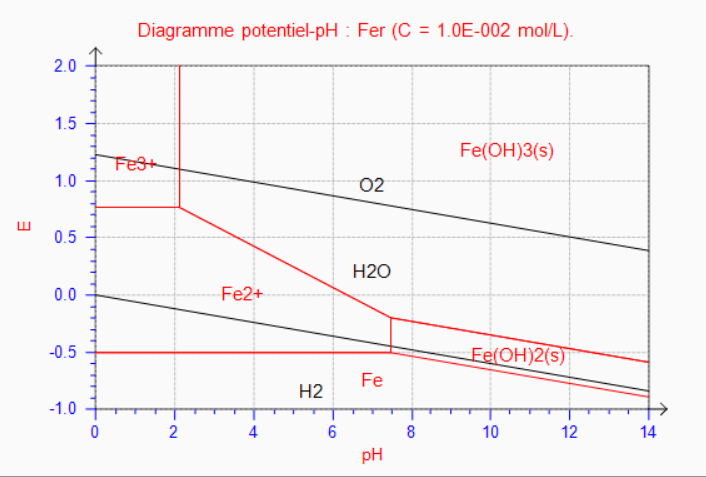 Diagramme potentiel-pH : Fer (C = 1.0E-002 mol/L).
2.0
1.5
Fe(OH)3(s)
Fe3+
1.0
O2
E
0.5
H2O
Fe2+
0.0
-0.5
Fe(OH)2(s)
Fe
H2
-1.0
0 2 4 6 8 10 12 14
pH